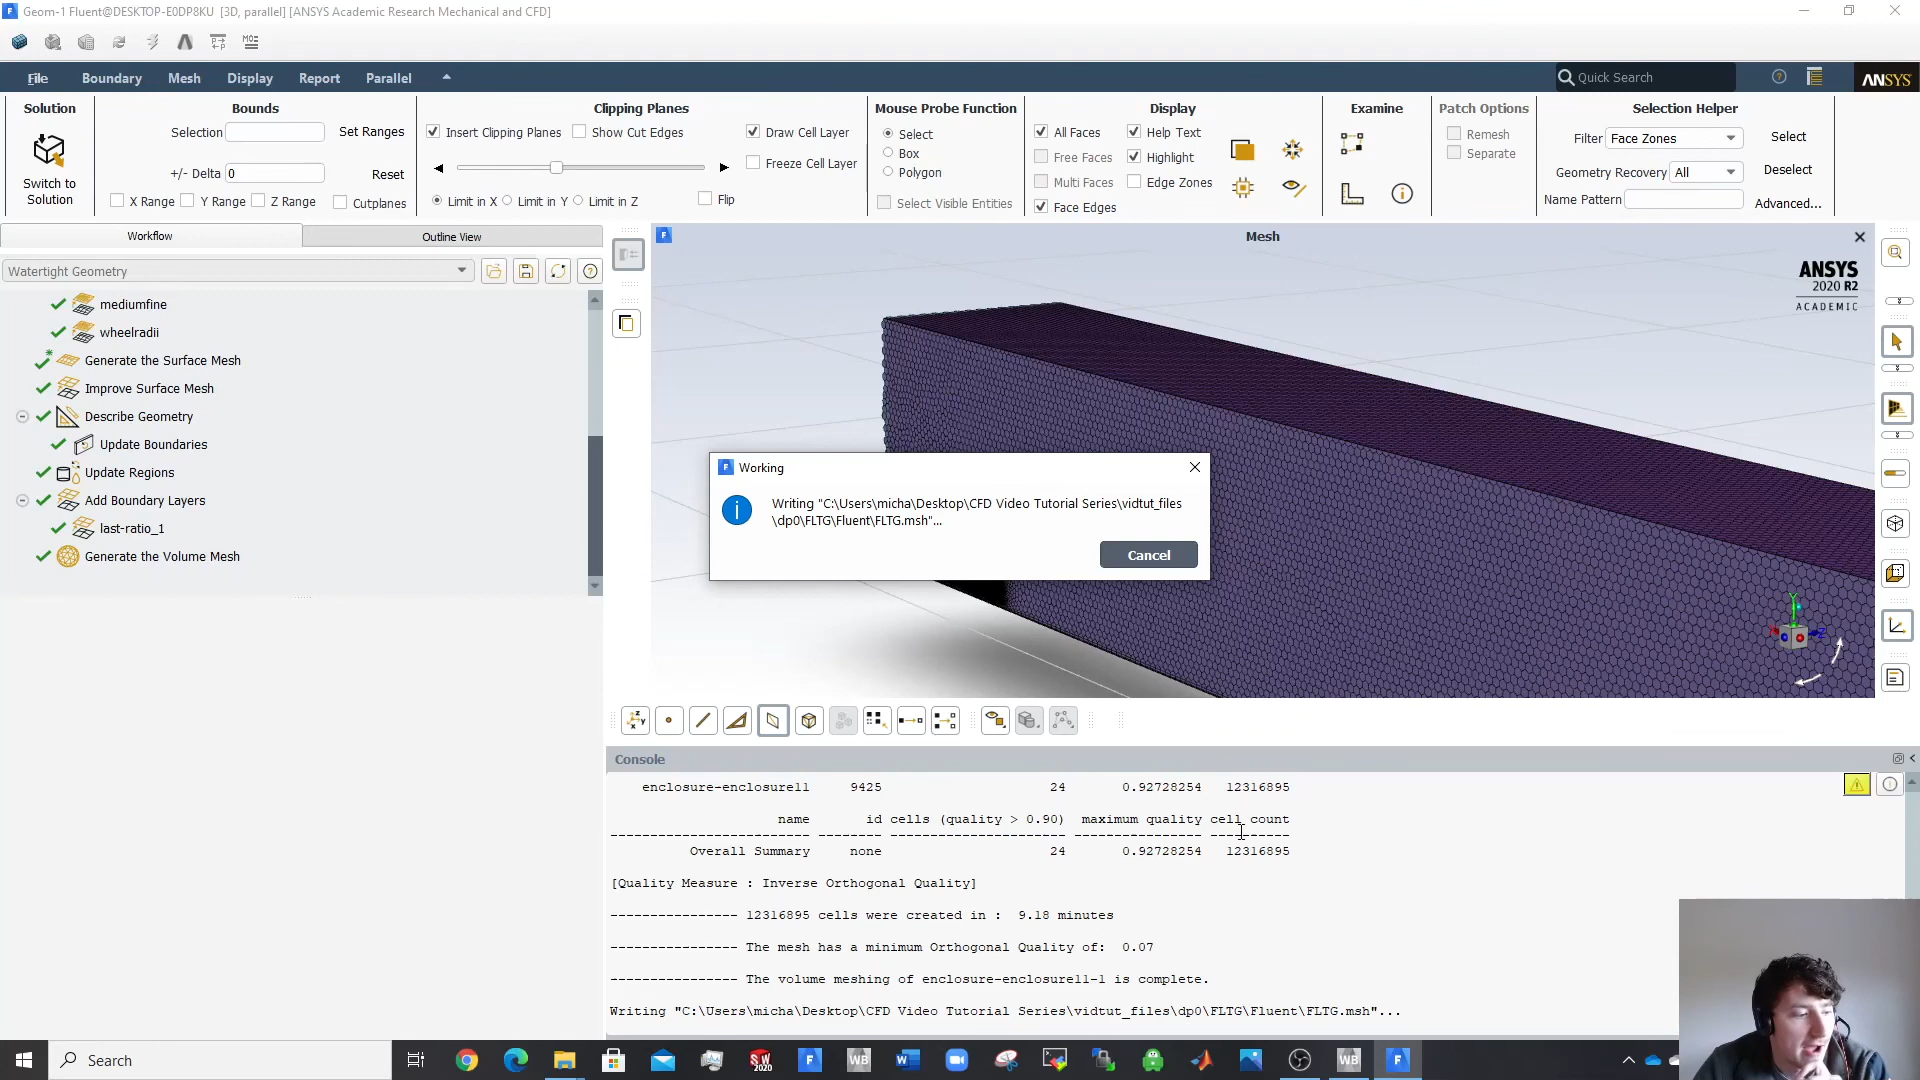 Geom-1 Fluent@DESKTOP-E0DP8KU [3D, parallel] [ANSYS Academic Research Mechanical and CFD]
File Boundary Mesh Display Report Parallel
Quick Search
ANSYS
Solution
Switch to
Solution
Bounds
Selection
Set Ranges
+/- Delta 0
Reset
X Range Y Range Z Range Cutplanes
Clipping Planes
Insert Clipping Planes Show Cut Edges Draw Cell Layer
Freeze Cell Layer
Limit in X Limit in Y Limit in Z Flip
Mouse Probe Function
Select
Box
Polygon
Select Visible Entities
Display
All Faces Help Text
Free Faces Highlight
Multi Faces Edge Zones
Face Edges
Examine
Patch Options
Remesh
Separate
Selection Helper
Filter Face Zones Select
Geometry Recovery All Deselect
Name Pattern Advanced...
Workflow Outline View
Watertight Geometry
mediumfine
wheelradii
Generate the Surface Mesh
Improve Surface Mesh
Describe Geometry
Update Boundaries
Update Regions
Add Boundary Layers
last-ratio_1
Generate the Volume Mesh
Mesh
ANSYS
2020 R2
ACADEMIC
Working
Writing "C:\Users\micha\Desktop\CFD Video Tutorial Series\vidtut_files
\dp0\FLTG\Fluent\FLTG.msh"...
Cancel
Console
enclosure-enclosure11 9425 24 0.92728254 12316895
name id cells (quality > 0.90) maximum quality cell count
----------------------- -------- ---------------------- ---------------- ----------
Overall Summary none 24 0.92728254 12316895
[Quality Measure : Inverse Orthogonal Quality]
---------------- 12316895 cells were created in : 9.18 minutes
---------------- The mesh has a minimum Orthogonal Quality of: 0.07
---------------- The volume meshing of enclosure-enclosure11-1 is complete.
Writing "C:\Users\micha\Desktop\CFD Video Tutorial Series\vidtut_files\dp0\FLTG\Fluent\FLTG.msh"...
Search